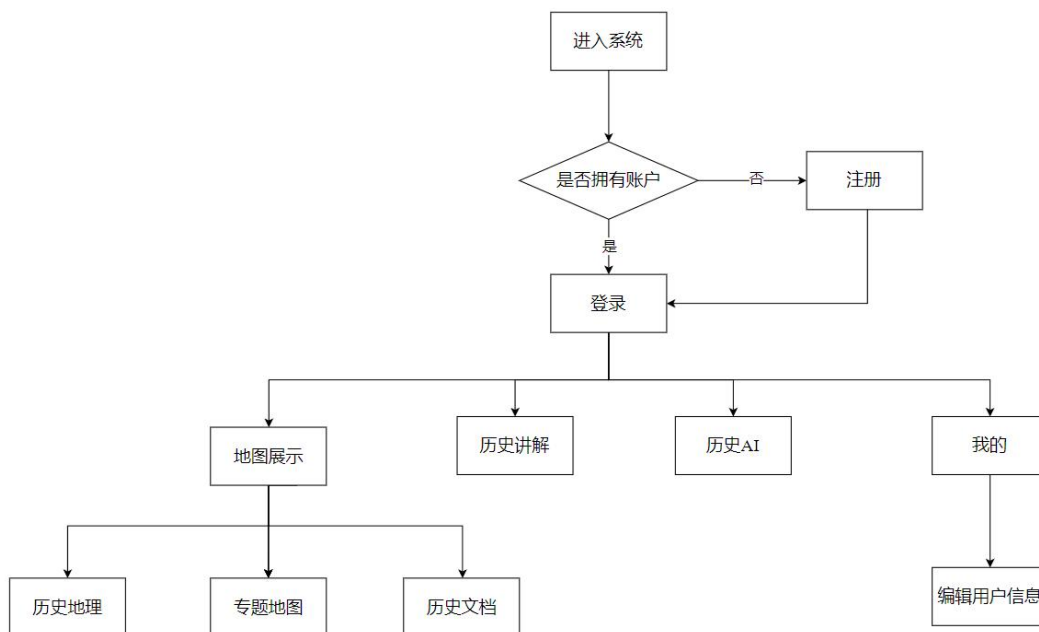 进入系统
是否拥有账户
否
注册
是
登录
地图展示
历史讲解
历史AI
我的
历史地理
专题地图
历史文档
编辑用户信息